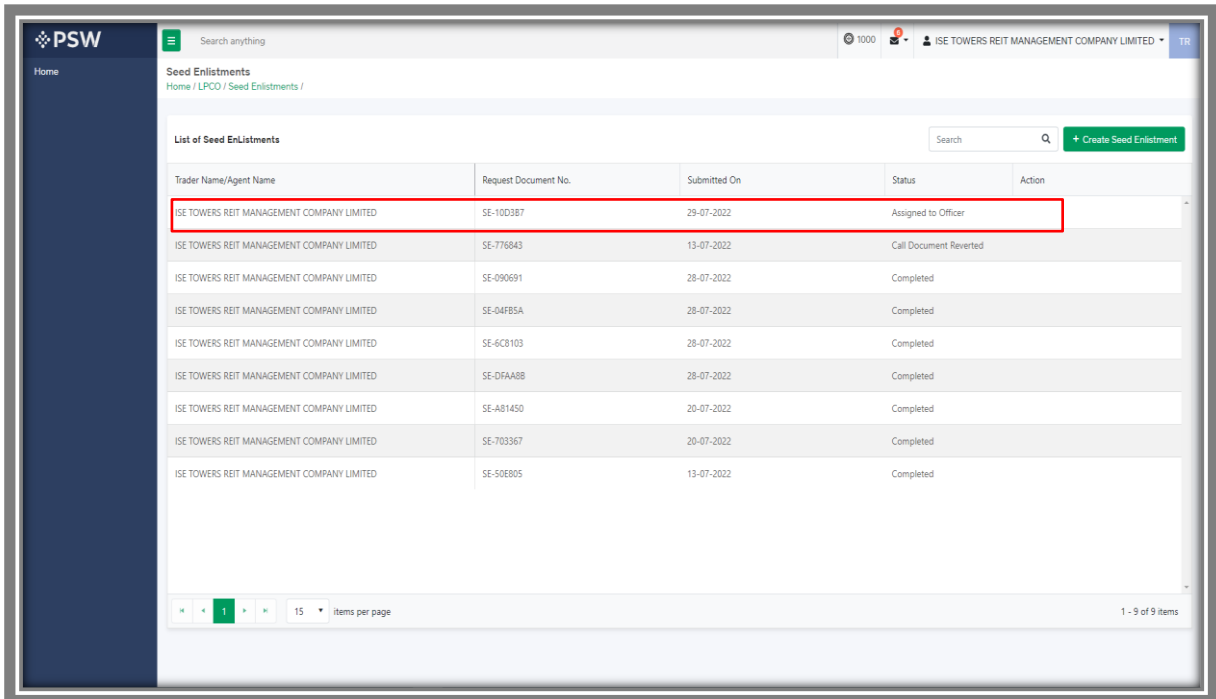 PSW
Search anything
1000
6
ISE TOWERS REIT MANAGEMENT COMPANY LIMITED
TR
Home
Seed Enlistments
Home / LPCO / Seed Enlistments /
List of Seed EnListments
Search
+ Create Seed Enlistment
Trader Name/Agent Name Request Document No. Submitted On Status Action
ISE TOWERS REIT MANAGEMENT COMPANY LIMITED SE-10D3B7 29-07-2022 Assigned to Officer
ISE TOWERS REIT MANAGEMENT COMPANY LIMITED SE-776843 13-07-2022 Call Document Reverted
ISE TOWERS REIT MANAGEMENT COMPANY LIMITED SE-090691 28-07-2022 Completed
ISE TOWERS REIT MANAGEMENT COMPANY LIMITED SE-04FB5A 28-07-2022 Completed
ISE TOWERS REIT MANAGEMENT COMPANY LIMITED SE-6C8103 28-07-2022 Completed
ISE TOWERS REIT MANAGEMENT COMPANY LIMITED SE-DFAA8B 28-07-2022 Completed
ISE TOWERS REIT MANAGEMENT COMPANY LIMITED SE-A81450 20-07-2022 Completed
ISE TOWERS REIT MANAGEMENT COMPANY LIMITED SE-703367 20-07-2022 Completed
ISE TOWERS REIT MANAGEMENT COMPANY LIMITED SE-50E805 13-07-2022 Completed
1 15 items per page 1 - 9 of 9 items